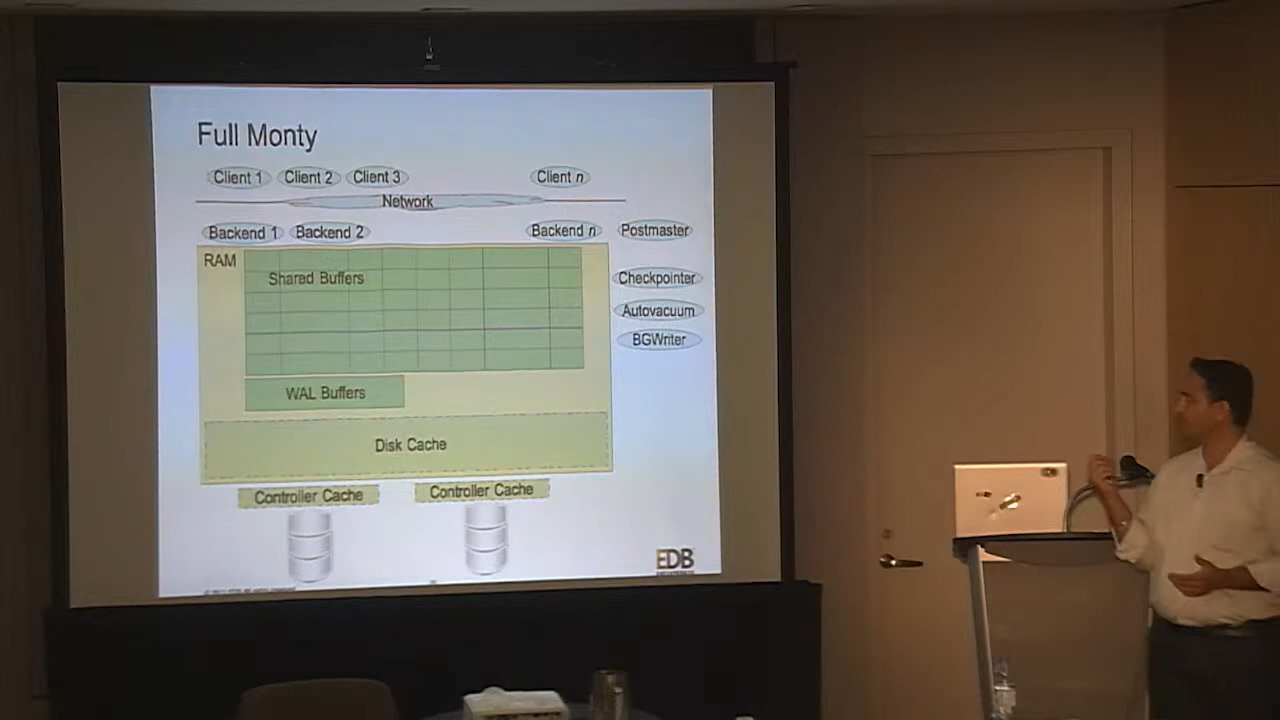 Full Monty
Client 1 Client 2 Client 3 Client n
Network
Backend 1 Backend 2 Backend n Postmaster
RAM
Shared Buffers
Checkpointer
Autovacuum
BGWriter
WAL Buffers
Disk Cache
Controller Cache Controller Cache
EDB